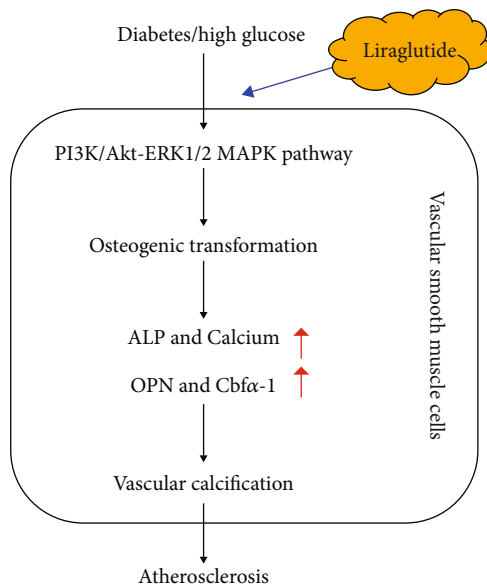 Diabetes/high glucose
Liraglutide
PI3K/Akt-ERK1/2 MAPK pathway
Osteogenic transformation
ALP and Calcium
OPN and Cbfα-1
Vascular calcification
Vascular smooth muscle cells
Atherosclerosis